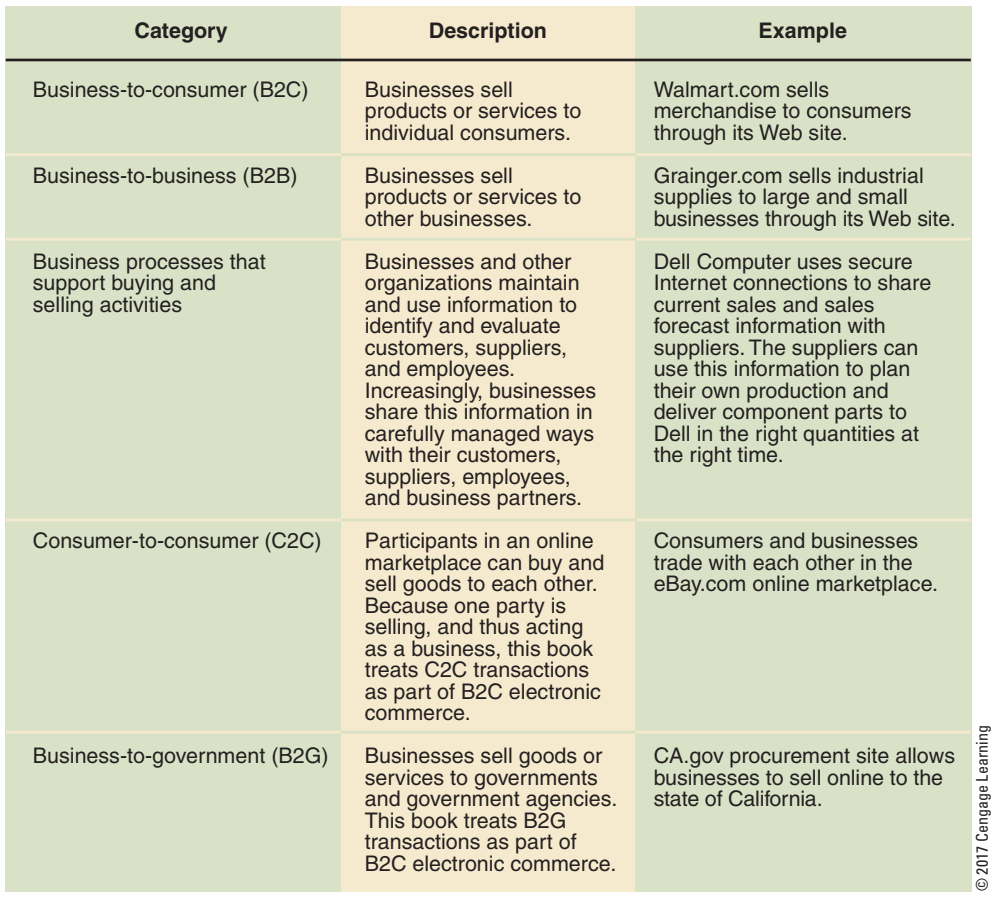 Category
Description
Example
Business-to-consumer (B2C)
Businesses sell
products or services to
individual consumers.
Walmart.com sells
merchandise to consumers
through its Web site.
Business-to-business (B2B)
Businesses sell
products or services to
other businesses.
Grainger.com sells industrial
supplies to large and small
businesses through its Web site.
Business processes that
support buying and
selling activities
Businesses and other
organizations maintain
and use information to
identify and evaluate
customers, suppliers,
and employees.
Increasingly, businesses
share this information in
carefully managed ways
with their customers,
suppliers, employees,
and business partners.
Dell Computer uses secure
Internet connections to share
current sales and sales
forecast information with
suppliers. The suppliers can
use this information to plan
their own production and
deliver component parts to
Dell in the right quantities at
the right time.
Consumer-to-consumer (C2C)
Participants in an online
marketplace can buy and
sell goods to each other.
Because one party is
selling, and thus acting
as a business, this book
treats C2C transactions
as part of B2C electronic
commerce.
Consumers and businesses
trade with each other in the
eBay.com online marketplace.
Business-to-government (B2G)
Businesses sell goods or
services to governments
and government agencies.
This book treats B2G
transactions as part of
B2C electronic commerce.
CA.gov procurement site allows
businesses to sell online to the
state of California.
© 2017 Cengage Learning